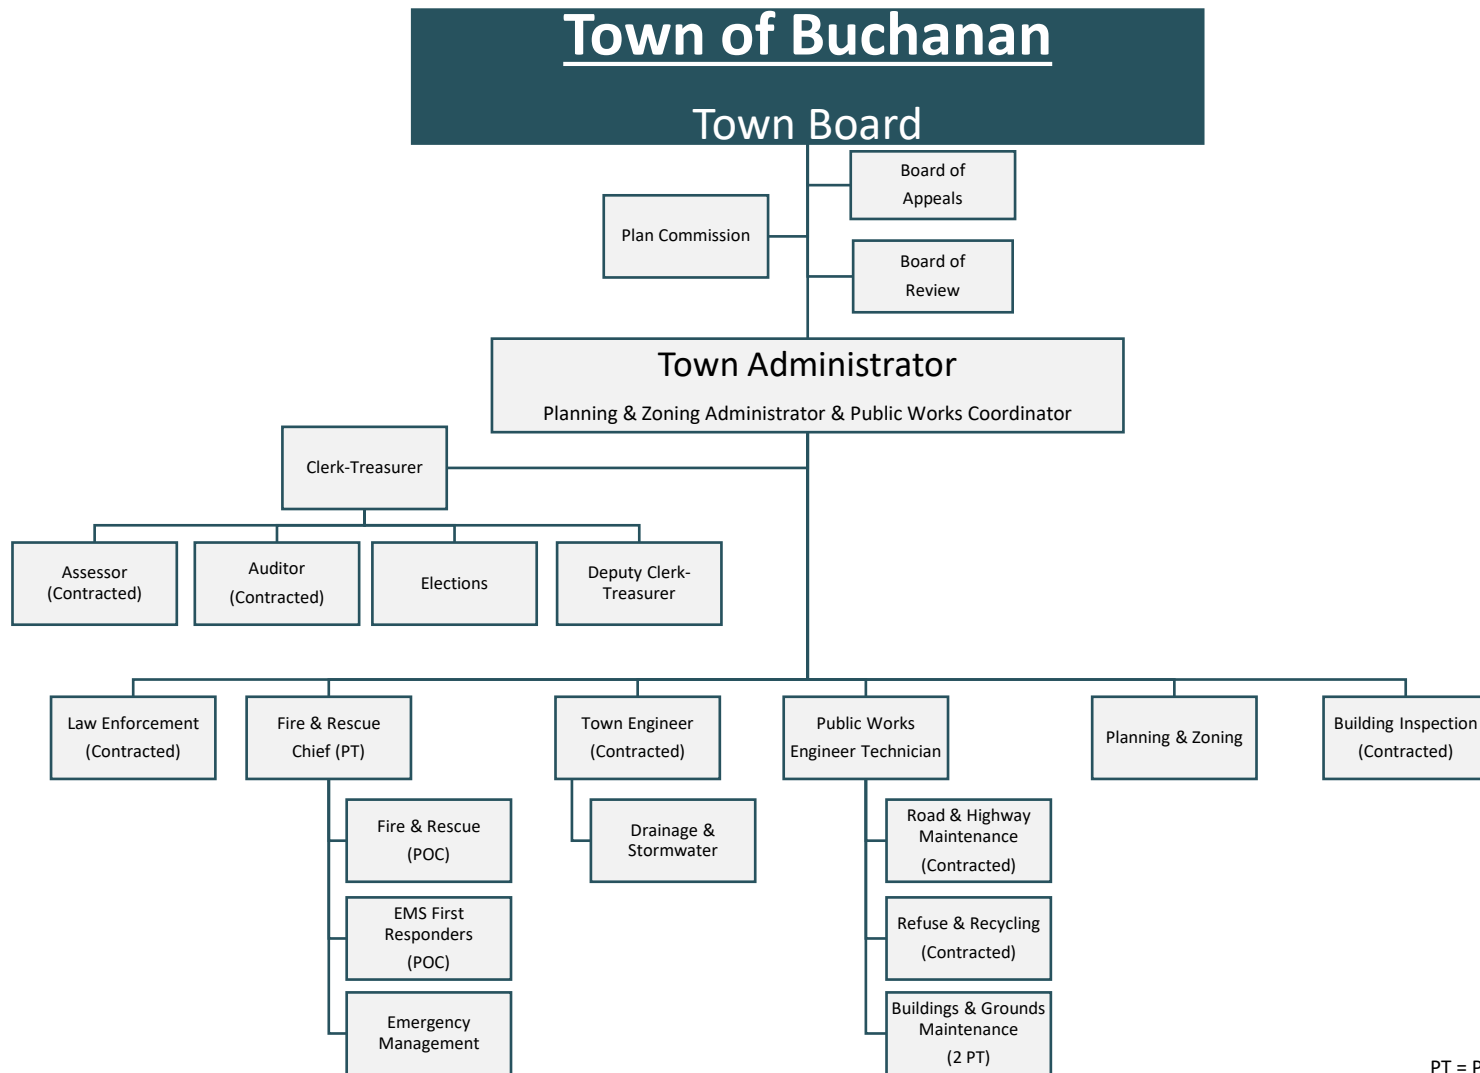 Town of Buchanan
Town Board
Board of
Appeals
Plan Commission
Board of
Review
Town Administrator
Planning & Zoning Administrator & Public Works Coordinator
Clerk-Treasurer
Assessor
(Contracted)
Auditor
(Contracted)
Elections
Deputy Clerk-
Treasurer
Law Enforcement
(Contracted)
Fire & Rescue
Chief (PT)
Town Engineer
(Contracted)
Public Works
Engineer Technician
Planning & Zoning
Building Inspection
(Contracted)
Fire & Rescue
(POC)
EMS First
Responders
(POC)
Emergency
Management
Drainage &
Stormwater
Road & Highway
Maintenance
(Contracted)
Refuse & Recycling
(Contracted)
Buildings & Grounds
Maintenance
(2 PT)
PT = P